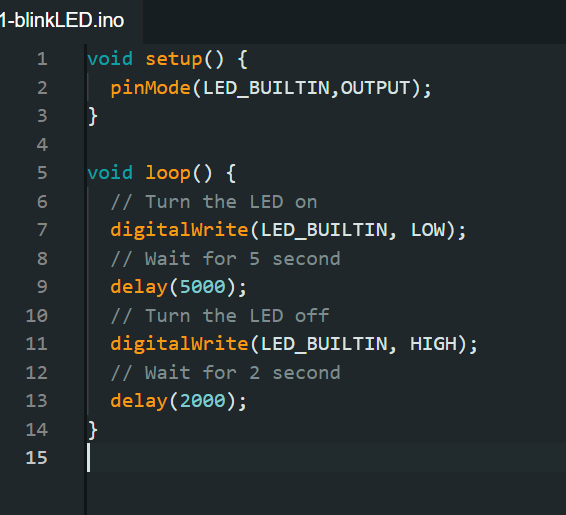 1-blinkLED.ino
1 void setup() {
2 pinMode(LED_BUILTIN,OUTPUT);
3 }
4
5 void loop() {
6 // Turn the LED on
7 digitalWrite(LED_BUILTIN, LOW);
8 // Wait for 5 second
9 delay(5000);
10 // Turn the LED off
11 digitalWrite(LED_BUILTIN, HIGH);
12 // Wait for 2 second
13 delay(2000);
14 }
15